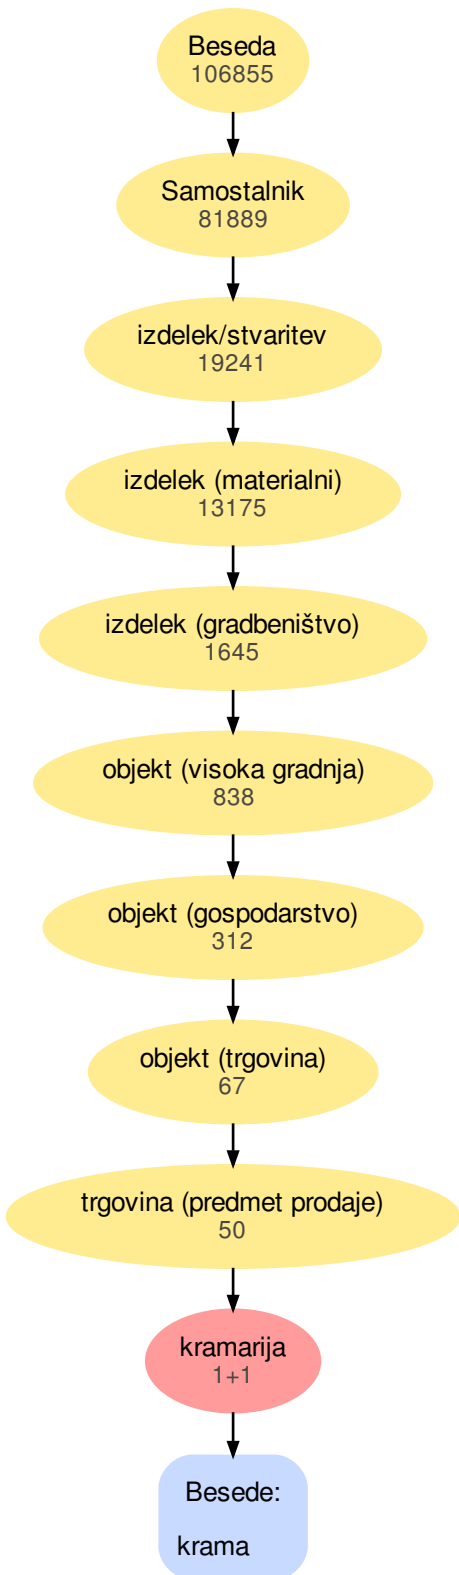 Beseda
106855
Samostalnik
81889
izdelek/stvaritev
19241
izdelek (materialni)
13175
izdelek (gradbeništvo)
1645
objekt (visoka gradnja)
838
objekt (gospodarstvo)
312
objekt (trgovina)
67
trgovina (predmet prodaje)
50
kramarija
1+1
Besede:
krama